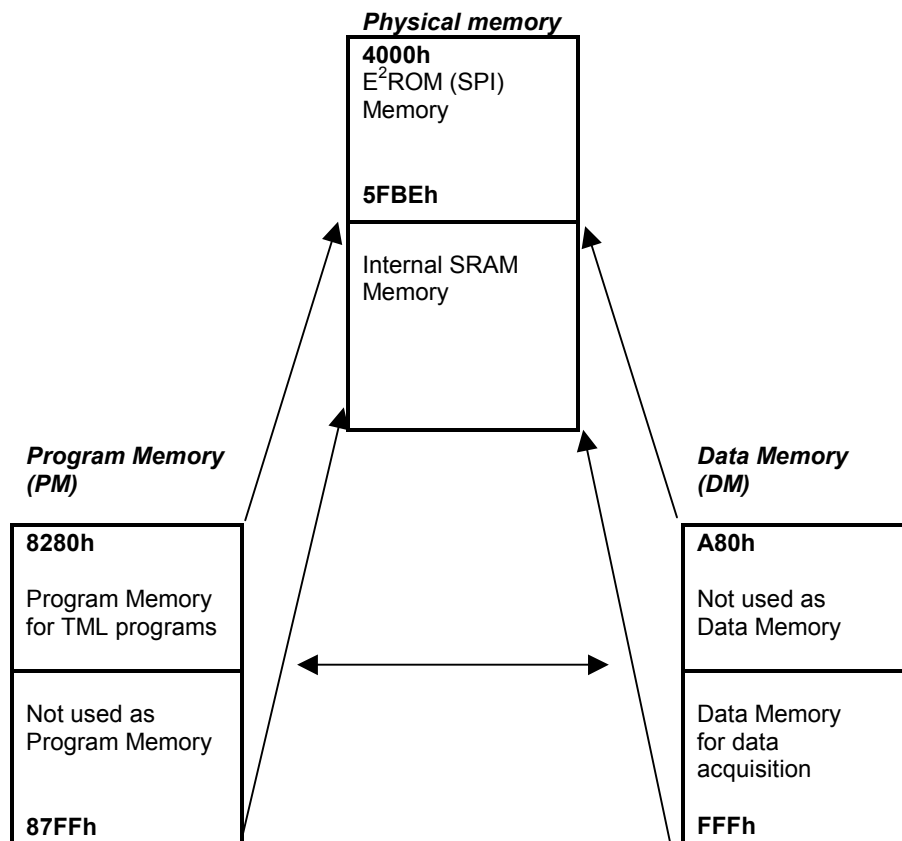 Physical memory
4000h
E²ROM (SPI)
Memory
5FBEh
Internal SRAM
Memory
Program Memory
(PM)
8280h
Program Memory
for TML programs
Not used as
Program Memory
87FFh
Data Memory
(DM)
A80h
Not used as
Data Memory
Data Memory
for data
acquisition
FFFh